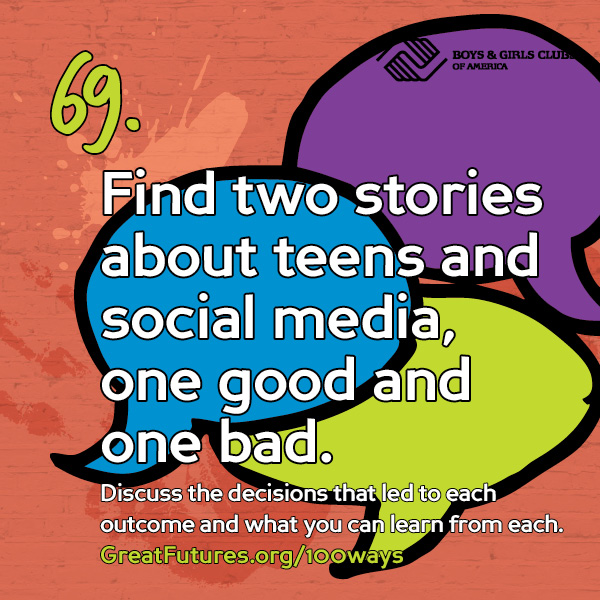 BOYS & GIRLS CLUBS
OF AMERICA
69.
Find two stories
about teens and
social media,
one good and
one bad.
Discuss the decisions that led to each
outcome and what you can learn from each.
GreatFutures.org/100ways